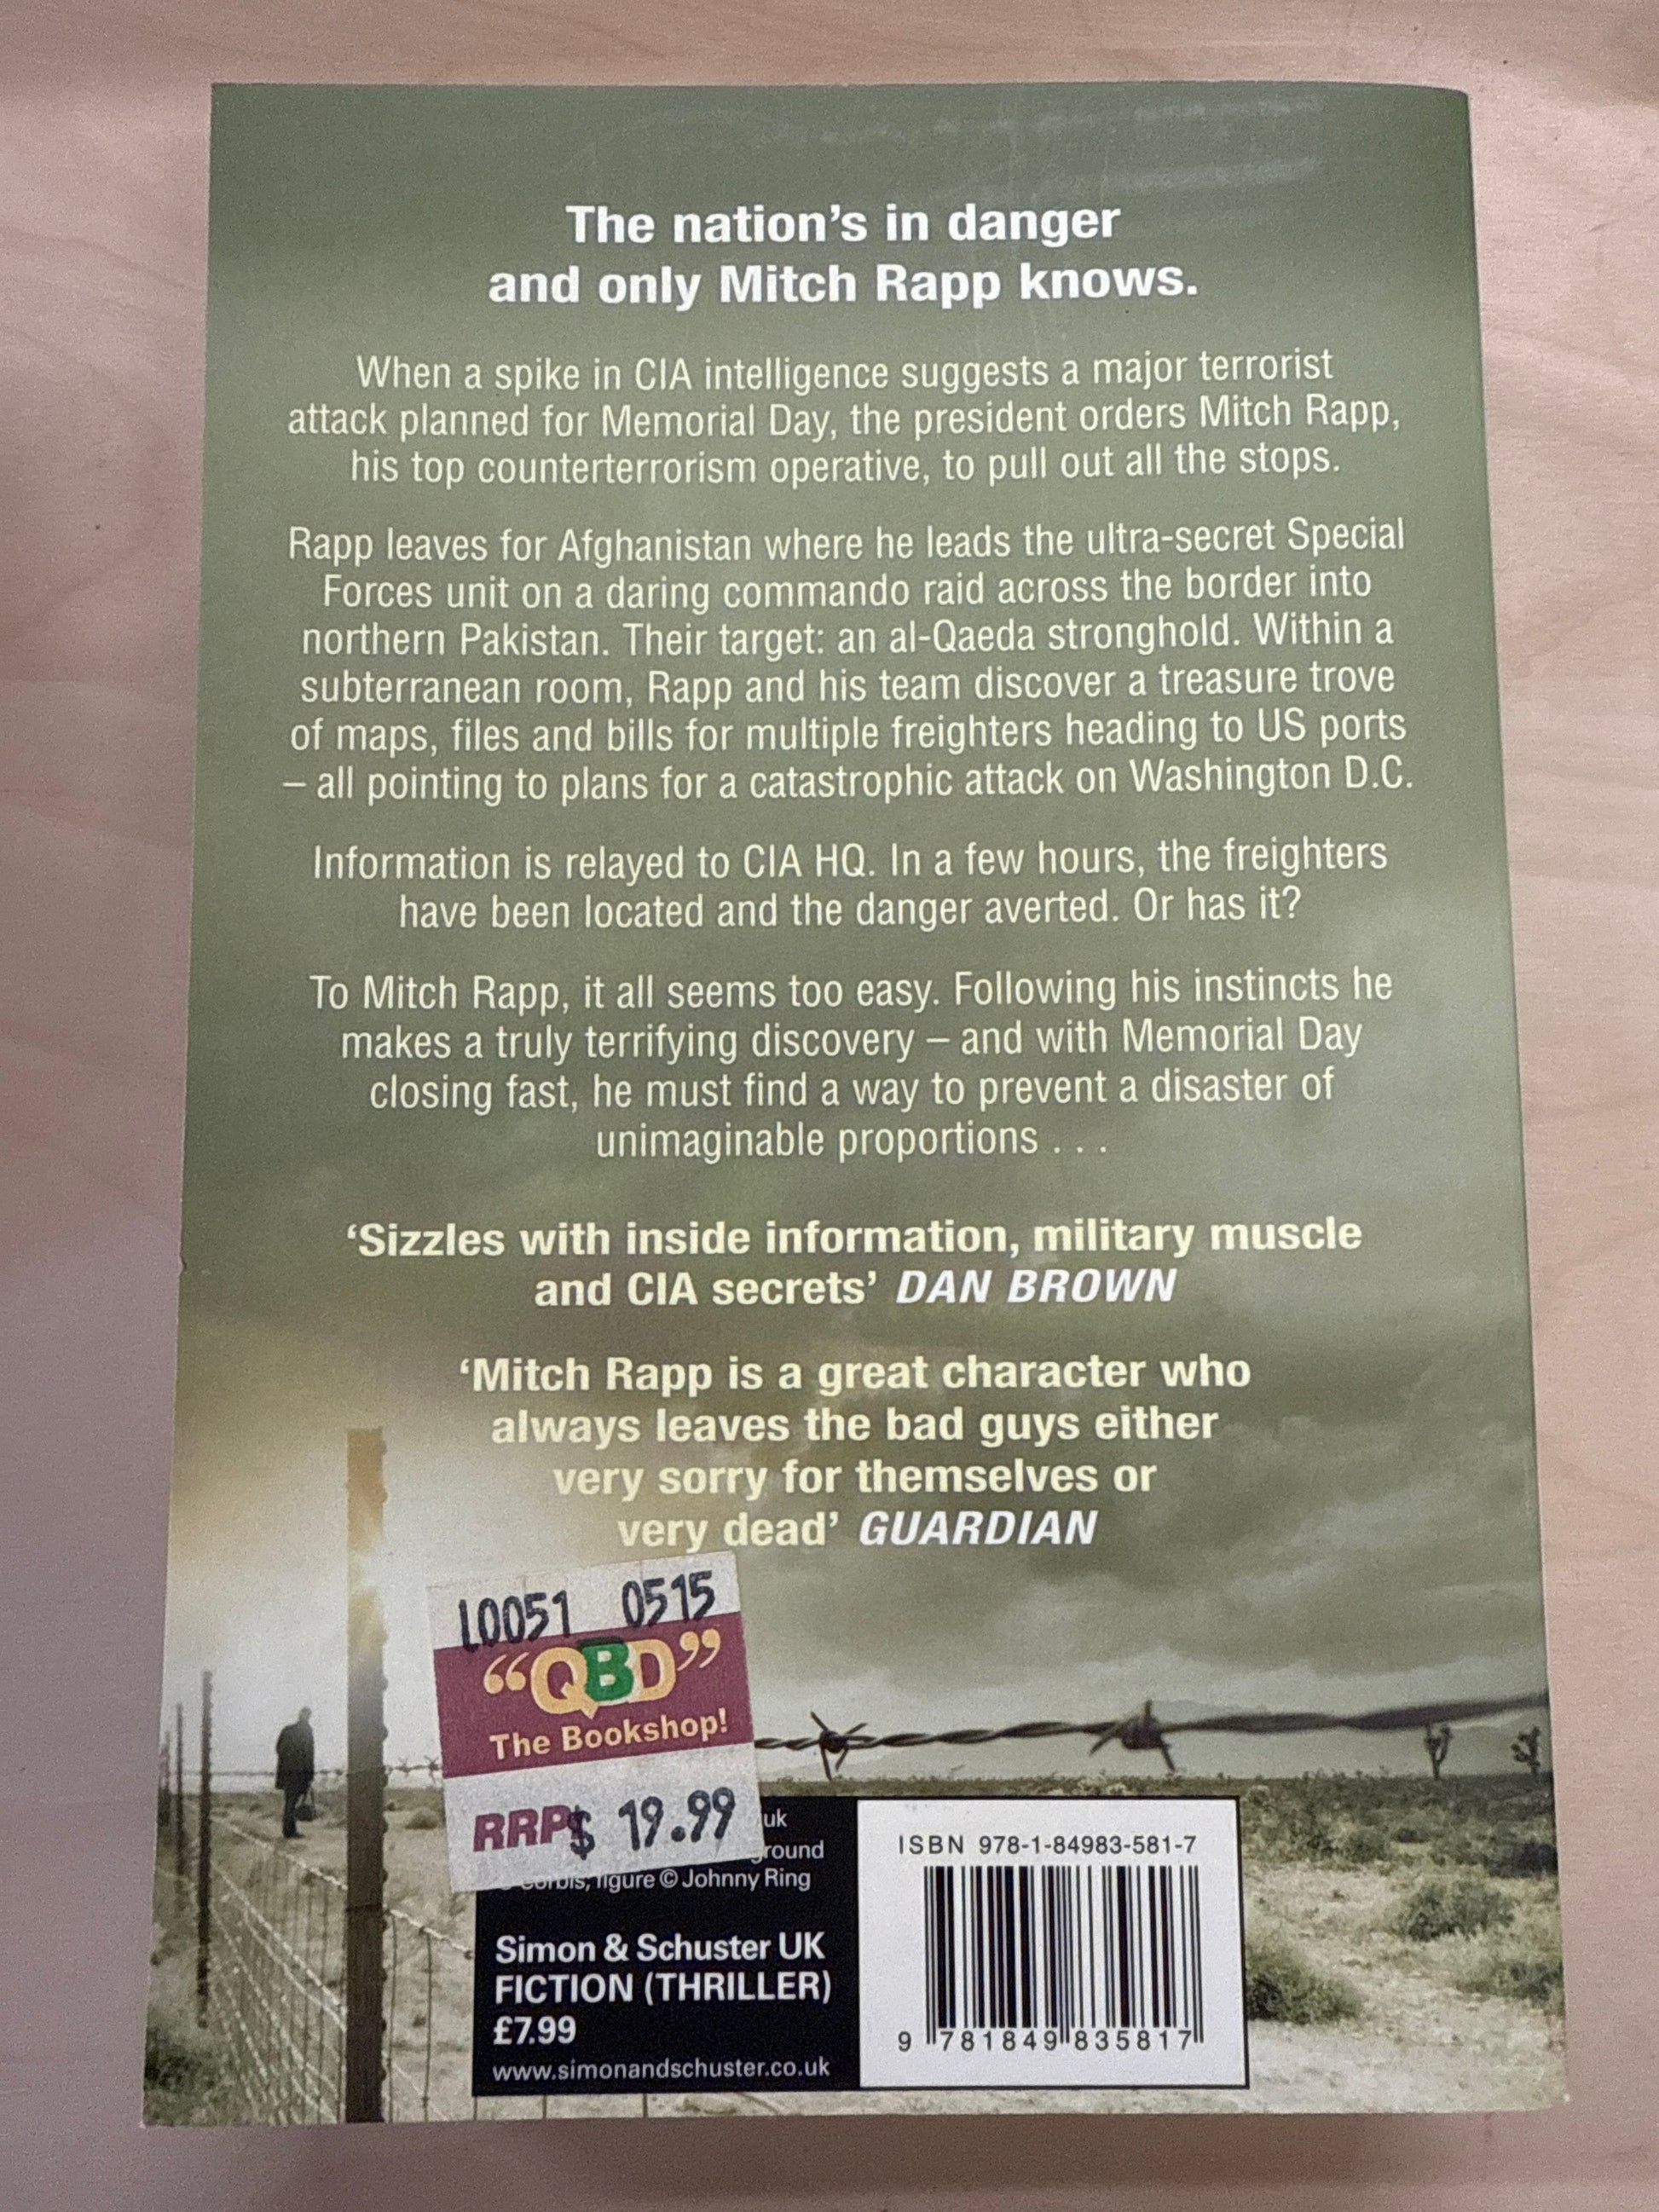 The nation's in danger
and only Mitch Rapp knows.
When a spike in CIA intelligence suggests a major terrorist
attack planned for Memorial Day, the president orders Mitch Rapp,
his top counterterrorism operative, to pull out all the stops.
Rapp leaves for Afghanistan where he leads the ultra-secret Special
Forces unit on a daring commando raid across the border into
northern Pakistan. Their target: an al-Qaeda stronghold. Within a
subterranean room, Rapp and his team discover a treasure trove
of maps, files and bills for multiple freighters heading to US ports
– all pointing to plans for a catastrophic attack on Washington D.C.
Information is relayed to CIA HQ. In a few hours, the freighters
have been located and the danger averted. Or has it?
To Mitch Rapp, it all seems too easy. Following his instincts he
makes a truly terrifying discovery – and with Memorial Day
closing fast, he must find a way to prevent a disaster of
unimaginable proportions . . .
‘Sizzles with inside information, military muscle
and CIA secrets’ DAN BROWN
‘Mitch Rapp is a great character who
always leaves the bad guys either
very sorry for themselves or
very dead’ GUARDIAN
L0051 0515
“QBD”
The Bookshop!
RRP$ 19.99
uk
round
figure © Johnny Ring
Simon & Schuster UK
FICTION (THRILLER)
£7.99
www.simonandschuster.co.uk
ISBN 978-1-84983-581-7
9 781849 835817